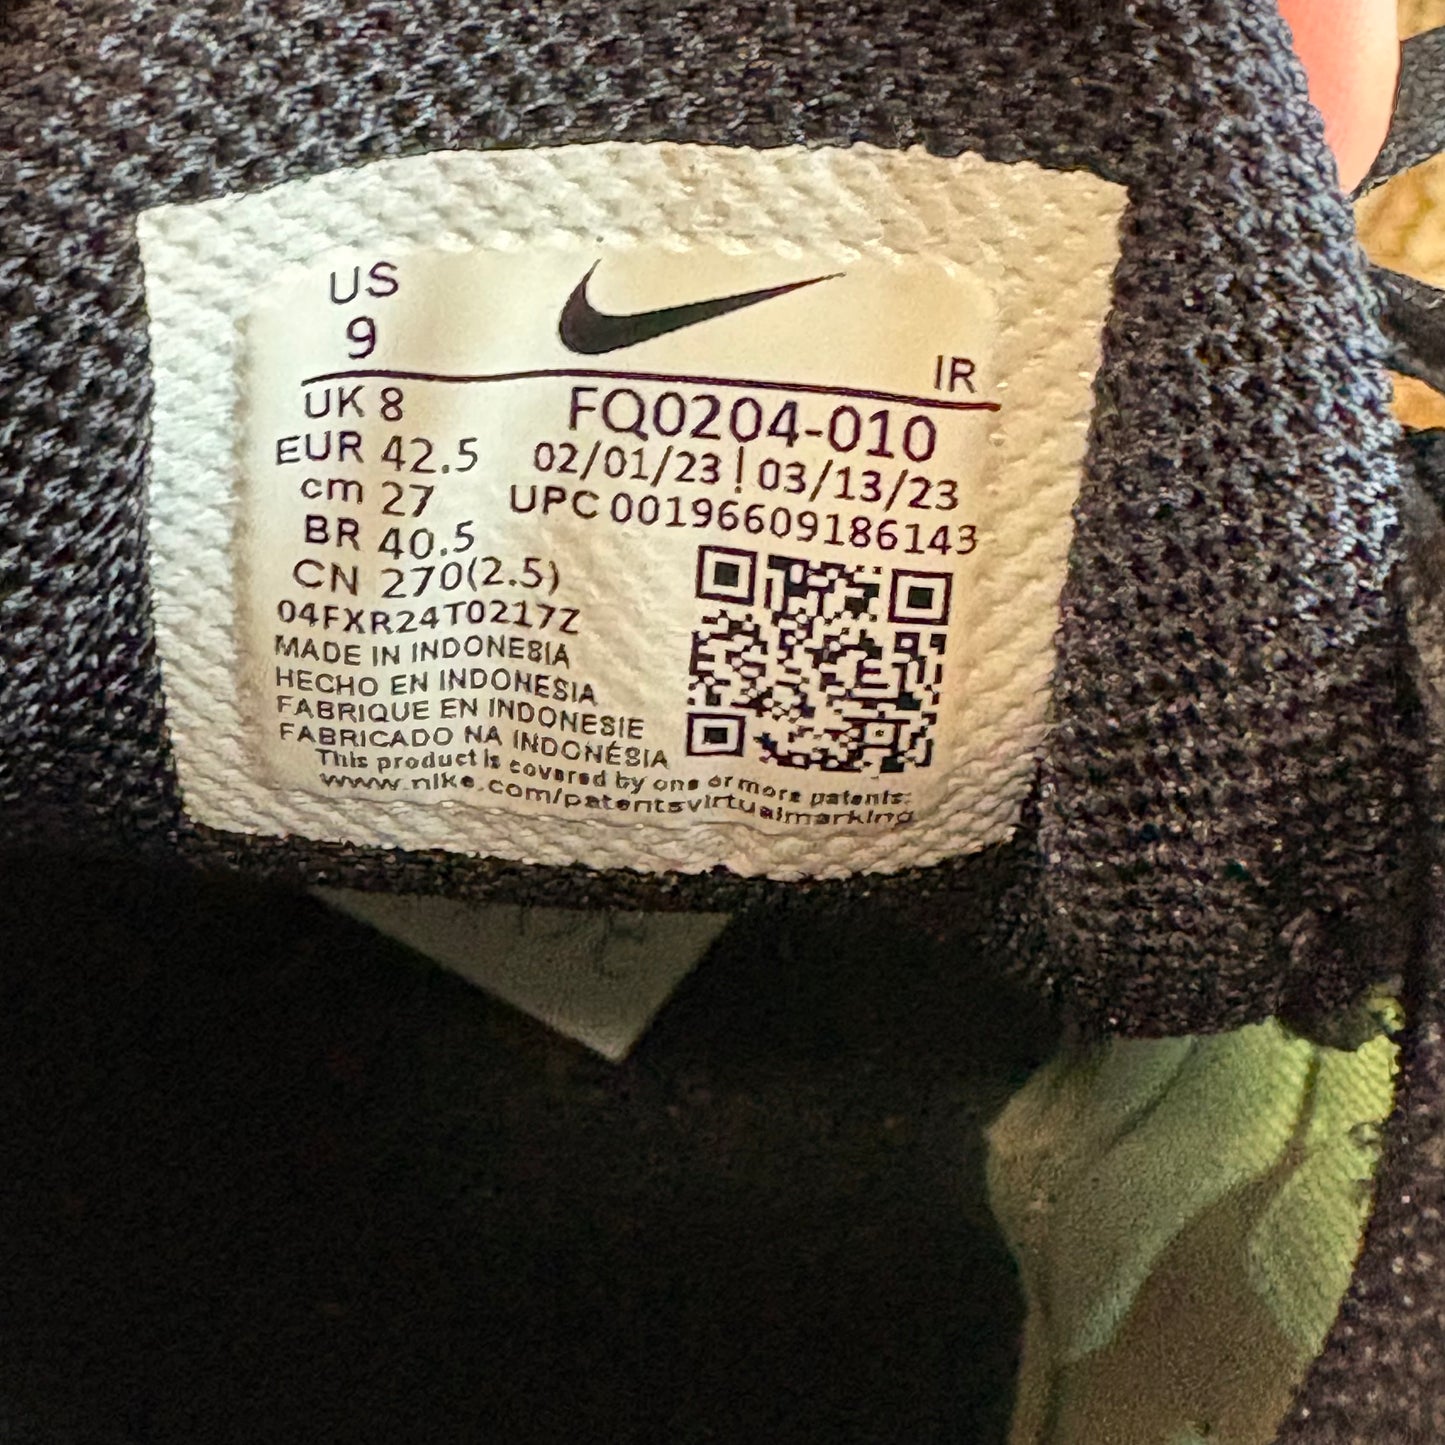 US
9
IR
UK 8
EUR 42.5
cm 27
BR 40.5
CN 270(2.5)
FQ0204-010
02/01/23 | 03/13/23
UPC 00196609186143
04FXR24T0217Z
MADE IN INDONESIA
HECHO EN INDONESIA
FABRIQUE EN INDONESIE
FABRICADO NA INDONÉSIA
This product is covered by one or more patents:
www.nike.com/patentsvirtualmarking